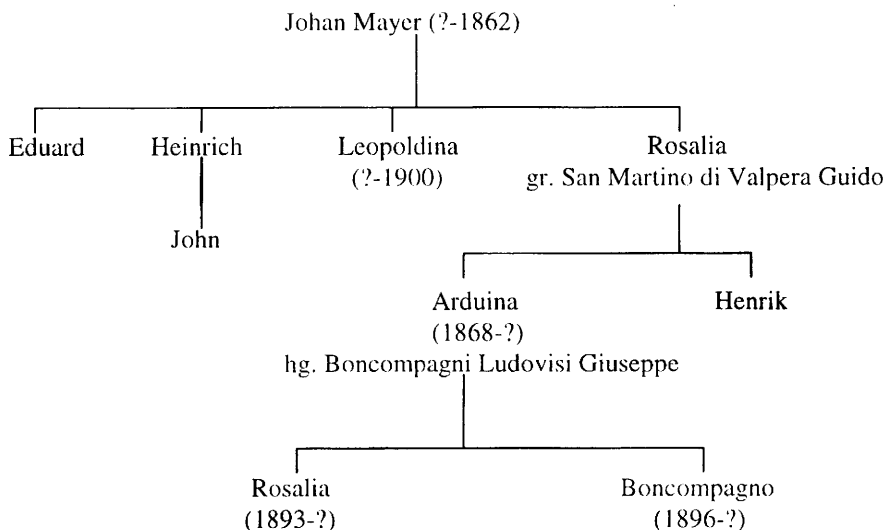 Johan Mayer (?-1862)
Eduard Heinrich Leopoldina Rosalia
(?-1900) gr. San Martino di Valpera Guido
John
Arduina Henrik
(1868-?)
hg. Boncompagni Ludovisi Giuseppe
Rosalia Boncompagno
(1893-?) (1896-?)